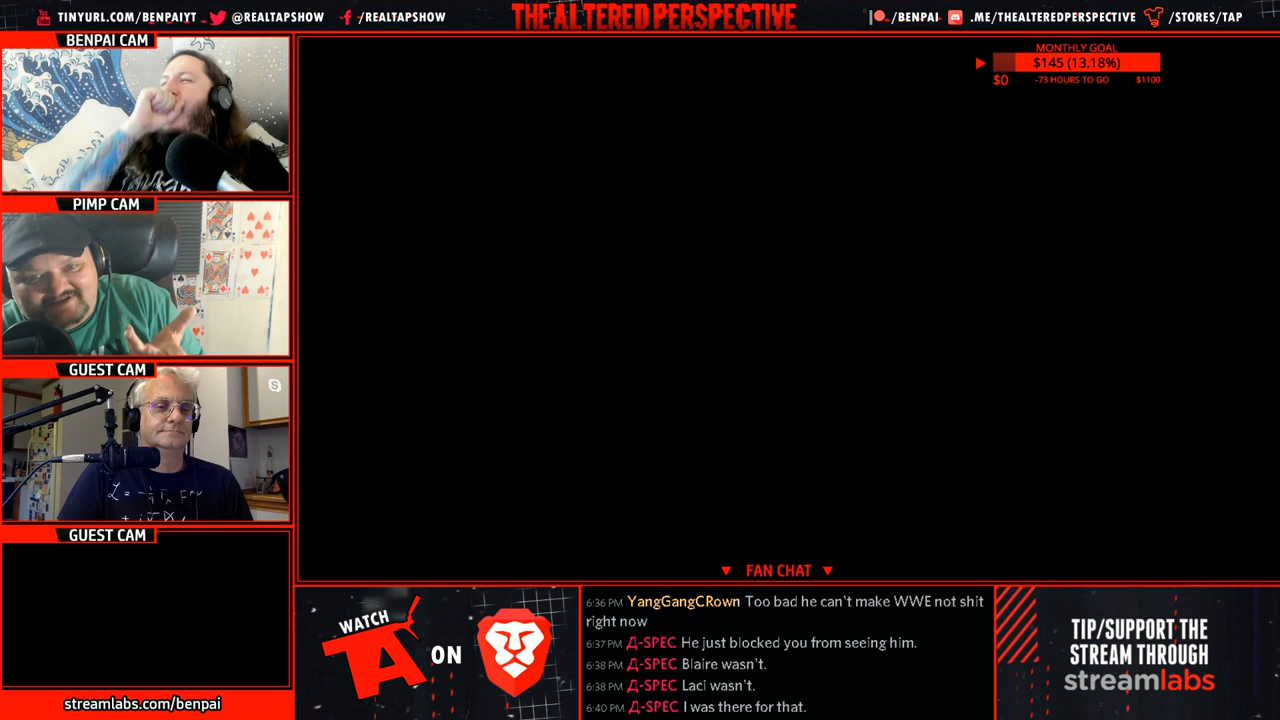 TINYURL.COM/BENPAIYT @REALTAPSHOW /REALTAPSHOW
THE ALTERED PERSPECTIVE
/BENPAI .ME/THEALTEREDPERSPECTIVE /STORES/TAP
BENPAI CAM
MONTHLY GOAL
$145 (13.18%)
$0 -73 HOURS TO GO $1100
PIMP CAM
GUEST CAM
GUEST CAM
FAN CHAT
WATCH
TA ON
6:36 PM YangGangCRown Too bad he can't make WWE not shit
right now
6:37 PM Д-SPEC He just blocked you from seeing him.
6:38 PM Д-SPEC Blaire wasn't.
6:38 PM Д-SPEC Laci wasn't.
6:40 PM Д-SPEC I was there for that.
TIP/SUPPORT THE
STREAM THROUGH
streamlabs
streamlabs.com/benpai